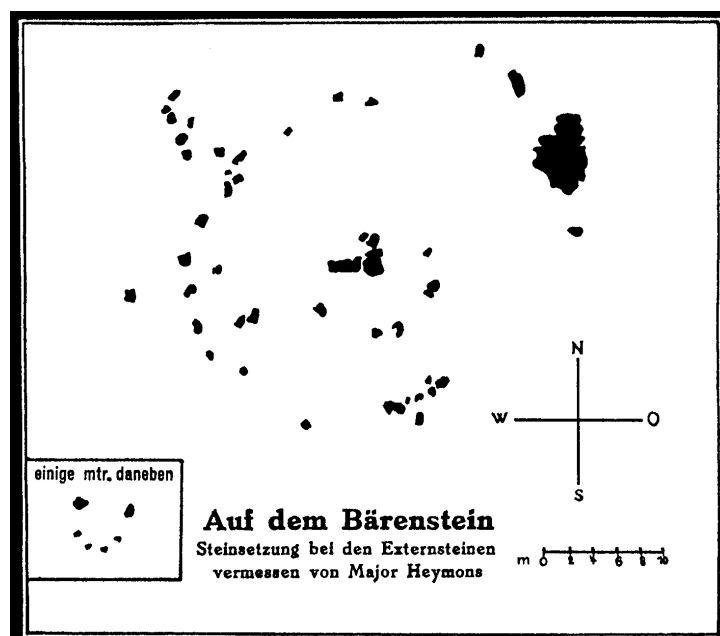 N
W O
S
einige mtr. daneben
Auf dem Bärenstein
Steinsetzung bei den Externsteinen
vermessen von Major Heymons
m 0 2 4 6 8 10